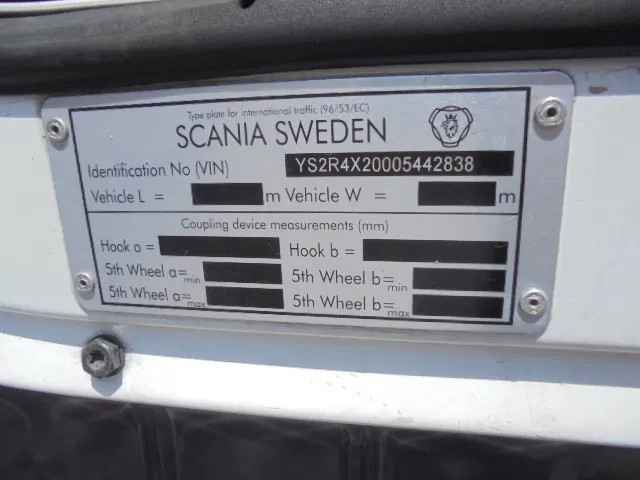 Type plate for international traffic (96/53/EC)
SCANIA SWEDEN
Identification No (VIN) YS2R4X20005442838
Vehicle L = m Vehicle W = m
Coupling device measurements (mm)
Hook a = Hook b =
5th Wheel a= min 5th Wheel b= min
5th Wheel a= max 5th Wheel b= max